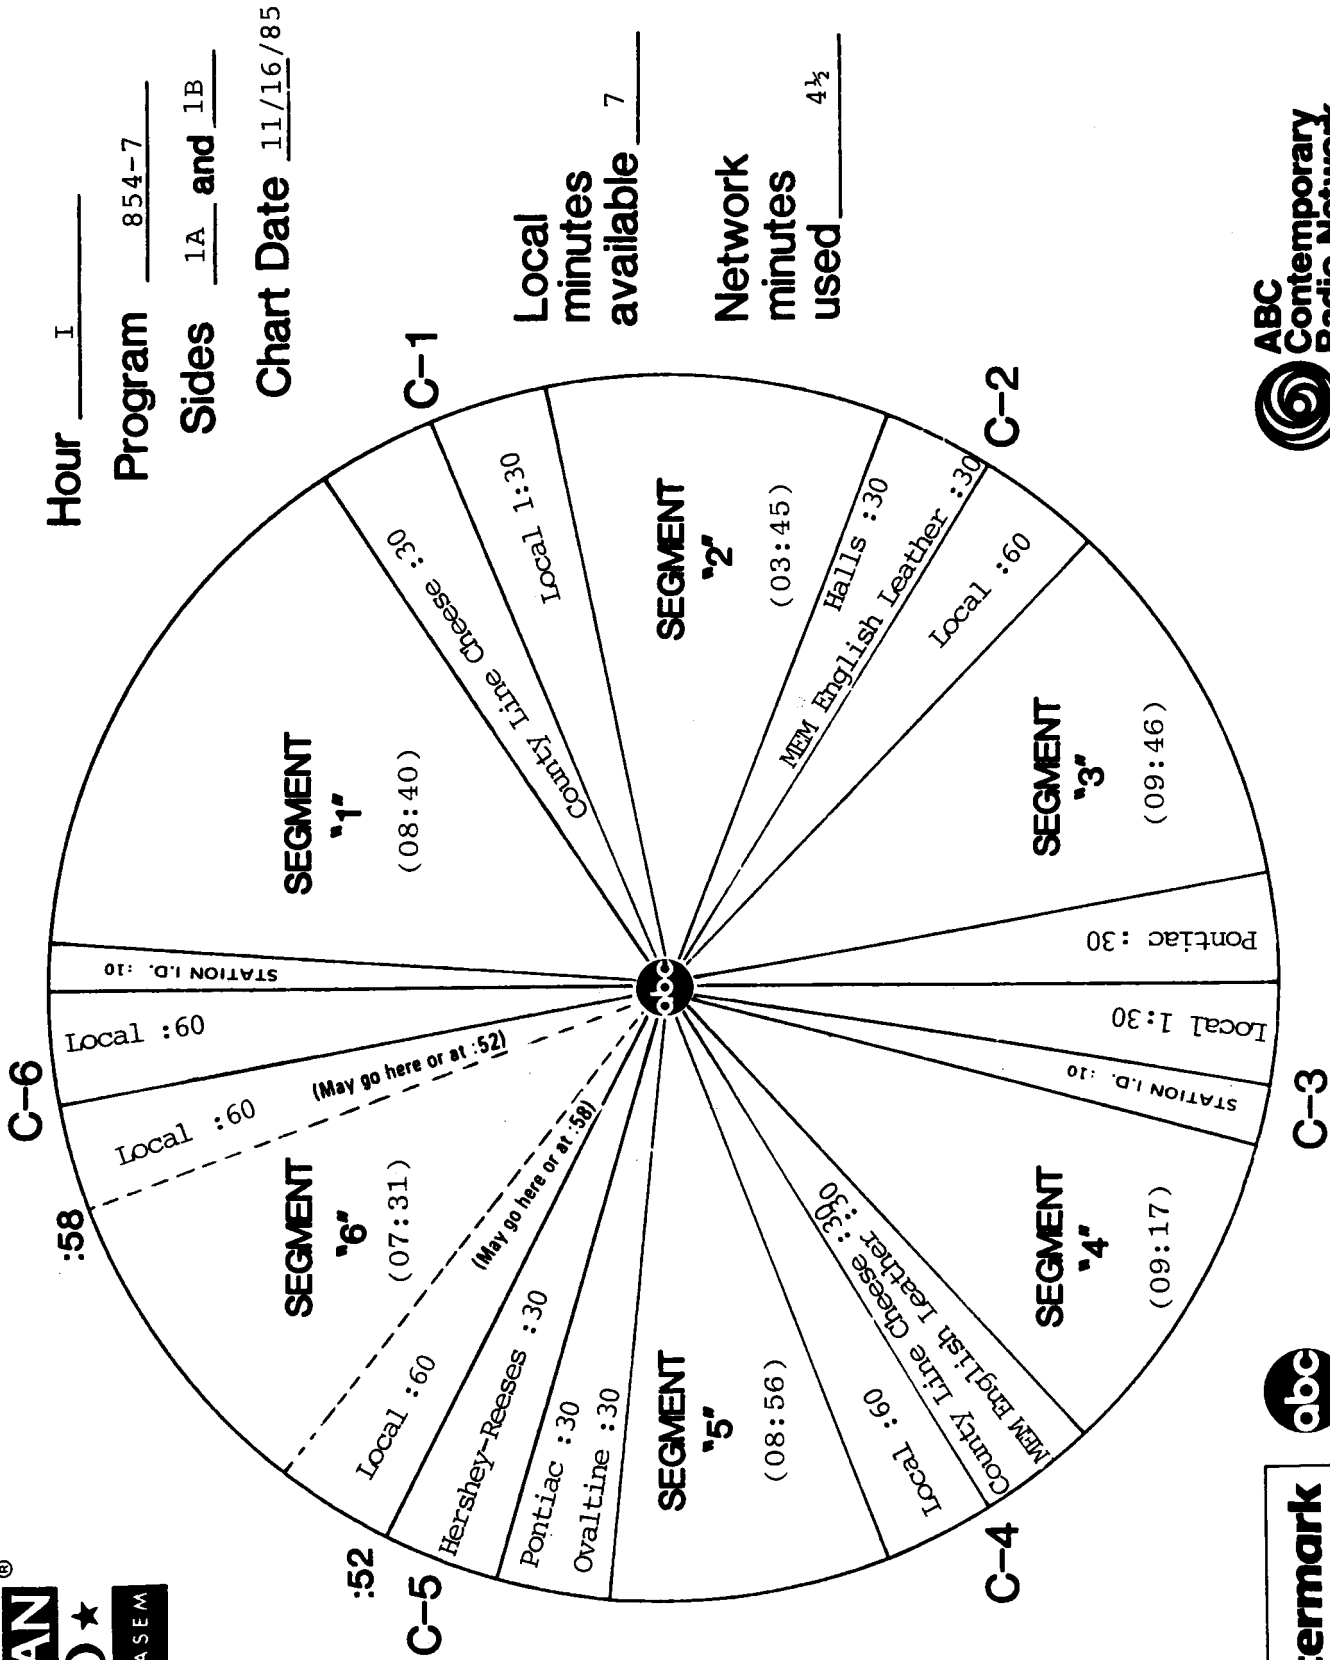 Hour I
Program 854-7
Sides 1A and 1B
Chart Date 11/16/85
Local
minutes
available 7
Network
minutes
used 4½
SEGMENT
"1"
(08:40)
County Line Cheese :30
C-1
Local 1:30
SEGMENT
"2"
(03:45)
Halls :30
MEM English Leather :30
C-2
Local :60
SEGMENT
"3"
(09:46)
Pontiac :30
Local 1:30
C-3
STATION I.D. :10
SEGMENT
"4"
(09:17)
MEM English Leather :30
County Line Cheese :30
C-4
Local :60
SEGMENT
"5"
(08:56)
Ovaltine :30
Pontiac :30
C-5
Hershey-Reeses :30
:52
Local :60
(May go here or at :58)
SEGMENT
"6"
(07:31)
:58
(May go here or at :52)
Local :60
C-6
Local :60
STATION I.D. :10
abc
ABC
Contemporary
Radio Network
abc
termark
AN
®
ASEM